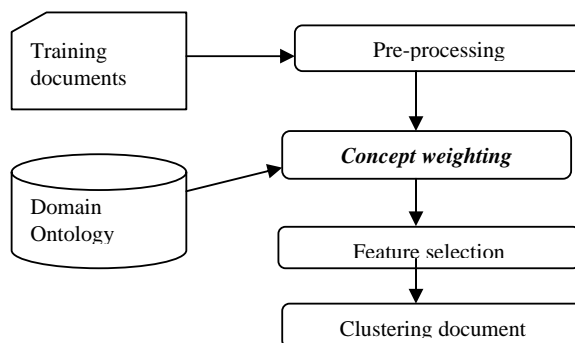 Training
documents
Pre-processing
Concept weighting
Domain
Ontology
Feature selection
Clustering document